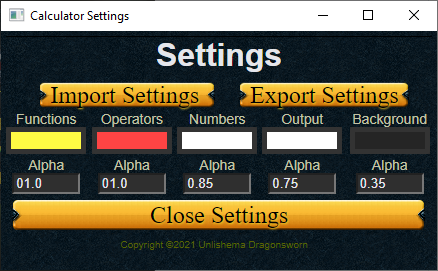 Calculator Settings
Settings
Import Settings Export Settings
Functions Operators Numbers Output Background
Alpha Alpha Alpha Alpha Alpha
01.0 01.0 0.85 0.75 0.35
Close Settings
Copyright ©2021 Unlishema Dragonsworn